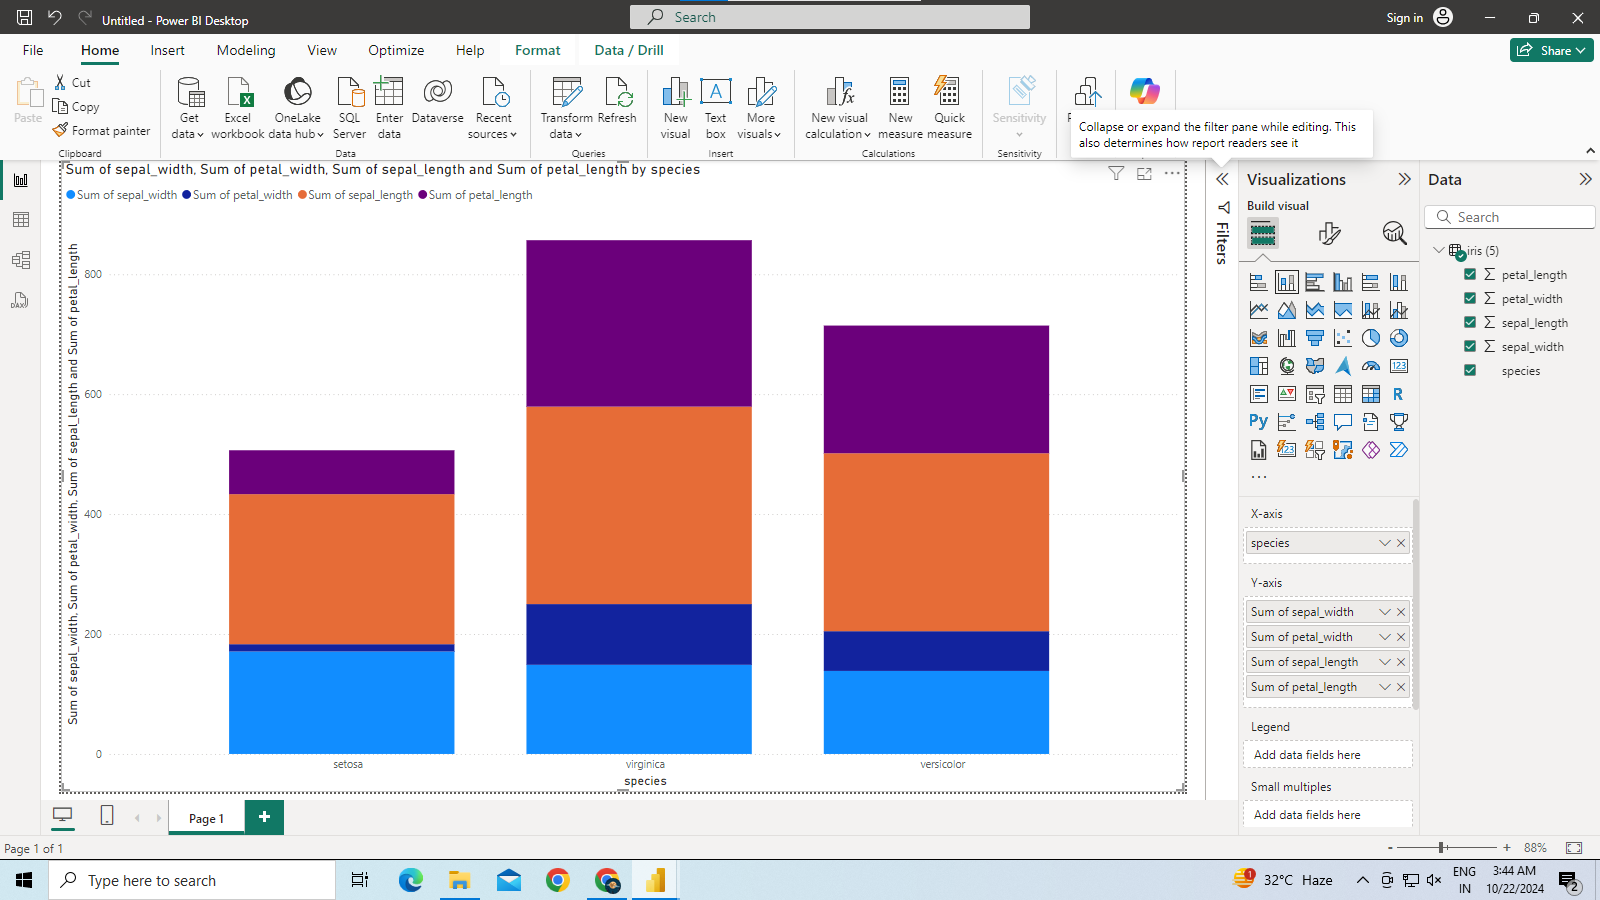 Untitled - Power BI Desktop
Search
Sign in
File
Home
Insert
Modeling
View
Optimize
Help
Format
Data / Drill
Share
Paste
Cut
Copy
Format painter
Clipboard
Get data
Excel workbook
OneLake data hub
SQL Server
Enter data
Dataverse
Recent sources
Data
Transform data
Refresh
Queries
New visual
Text box
More visuals
Insert
New visual calculation
New measure
Quick measure
Calculations
Sensitivity
Sensitivity
Collapse or expand the filter pane while editing. This
also determines how report readers see it
Sum of sepal_width, Sum of petal_width, Sum of sepal_length and Sum of petal_length by species
Sum of sepal_width
Sum of petal_width
Sum of sepal_length
Sum of petal_length
Sum of sepal_width, Sum of petal_width, Sum of sepal_length and Sum of petal_length
800
600
400
200
0
setosa
virginica
versicolor
species
Filters
Visualizations
Build visual
123
R
Py
123
X-axis
species
Y-axis
Sum of sepal_width
Sum of petal_width
Sum of sepal_length
Sum of petal_length
Legend
Add data fields here
Small multiples
Add data fields here
Data
Search
iris (5)
petal_length
petal_width
sepal_length
sepal_width
species
DAX
Page 1
Page 1 of 1
88%
Type here to search
1
32°C Haze
ENG
IN
3:44 AM
10/22/2024
2